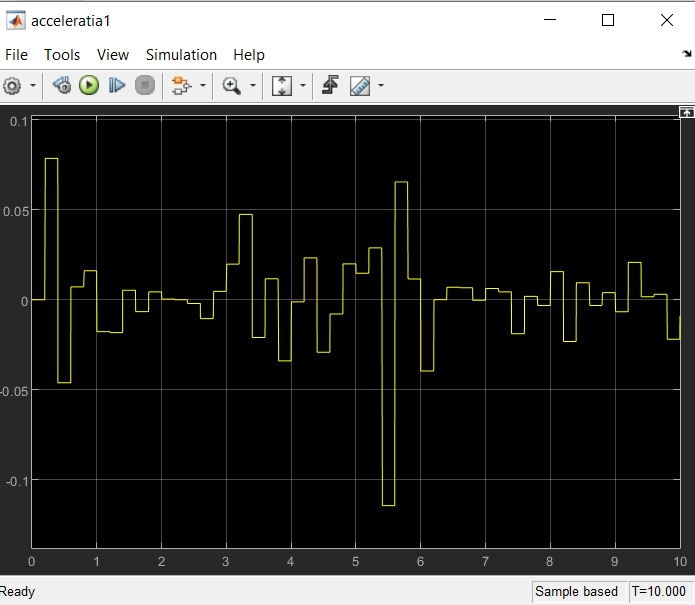 acceleratia1
File Tools View Simulation Help
0.1
0.05
0
-0.05
-0.1
0 1 2 3 4 5 6 7 8 9 10
Ready Sample based T=10.000